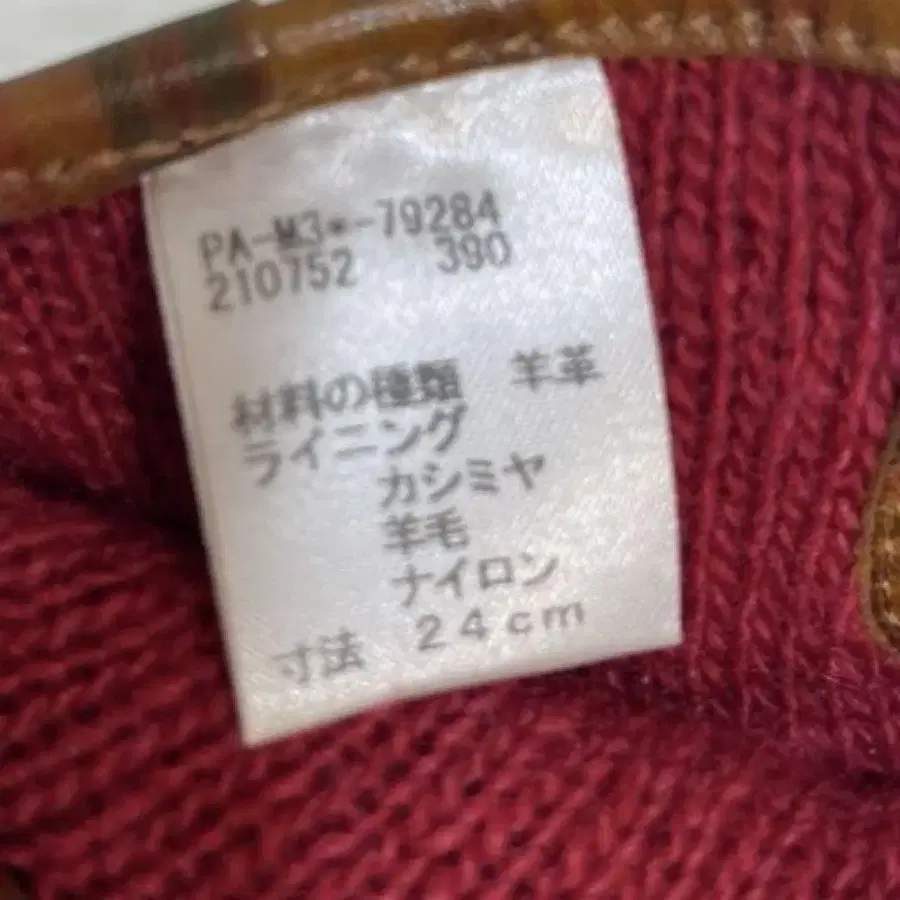 PA-M3*-79284
210752 390
材料の種類 羊革
ライニング
カシミヤ
羊毛
ナイロン
寸法 24cm